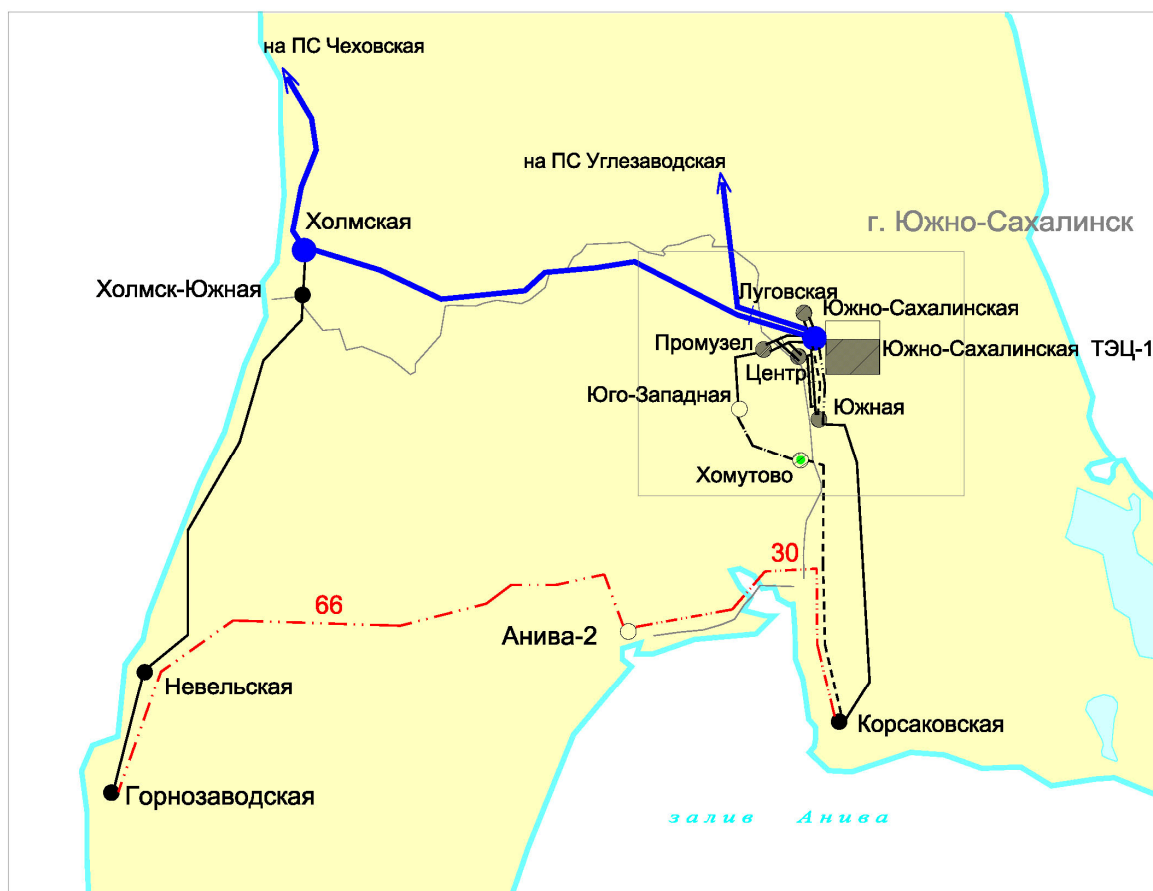 на ПС Чеховская
на ПС Углезаводская
Холмская
г. Южно-Сахалинск
Холмск-Южная
Луговская
Южно-Сахалинская
Промузел
Южно-Сахалинская ТЭЦ-1
Центр
Юго-Западная
Южная
Хомутово
30
66
Анива-2
Невельская
Корсаковская
Горнозаводская
залив Анива